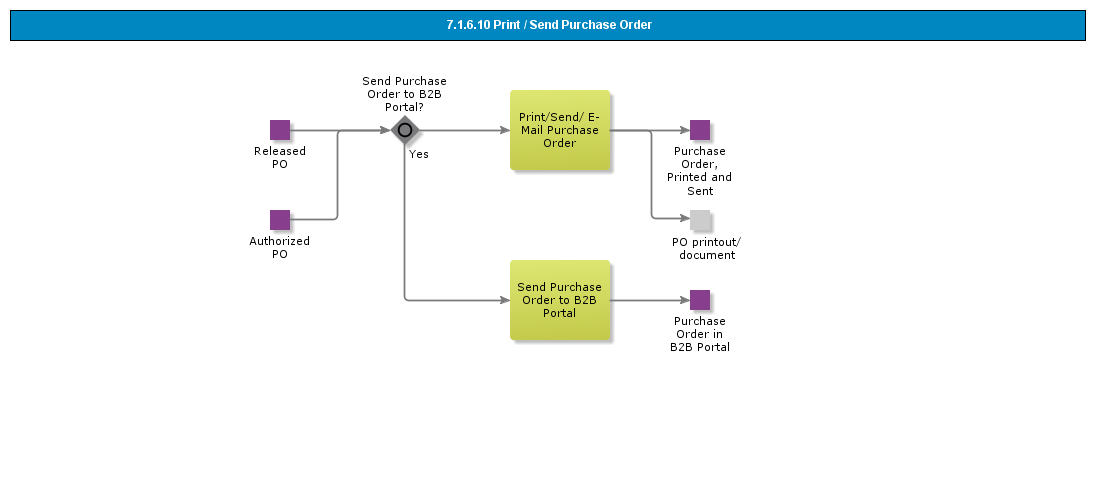 7.1.6.10 Print / Send Purchase Order
Send Purchase
Order to B2B
Portal?
Print/Send/ E-
Mail Purchase
Order
Released
PO
Yes
Purchase
Order,
Printed and
Sent
Authorized
PO
PO printout/
document
Send Purchase
Order to B2B
Portal
Purchase
Order in
B2B Portal